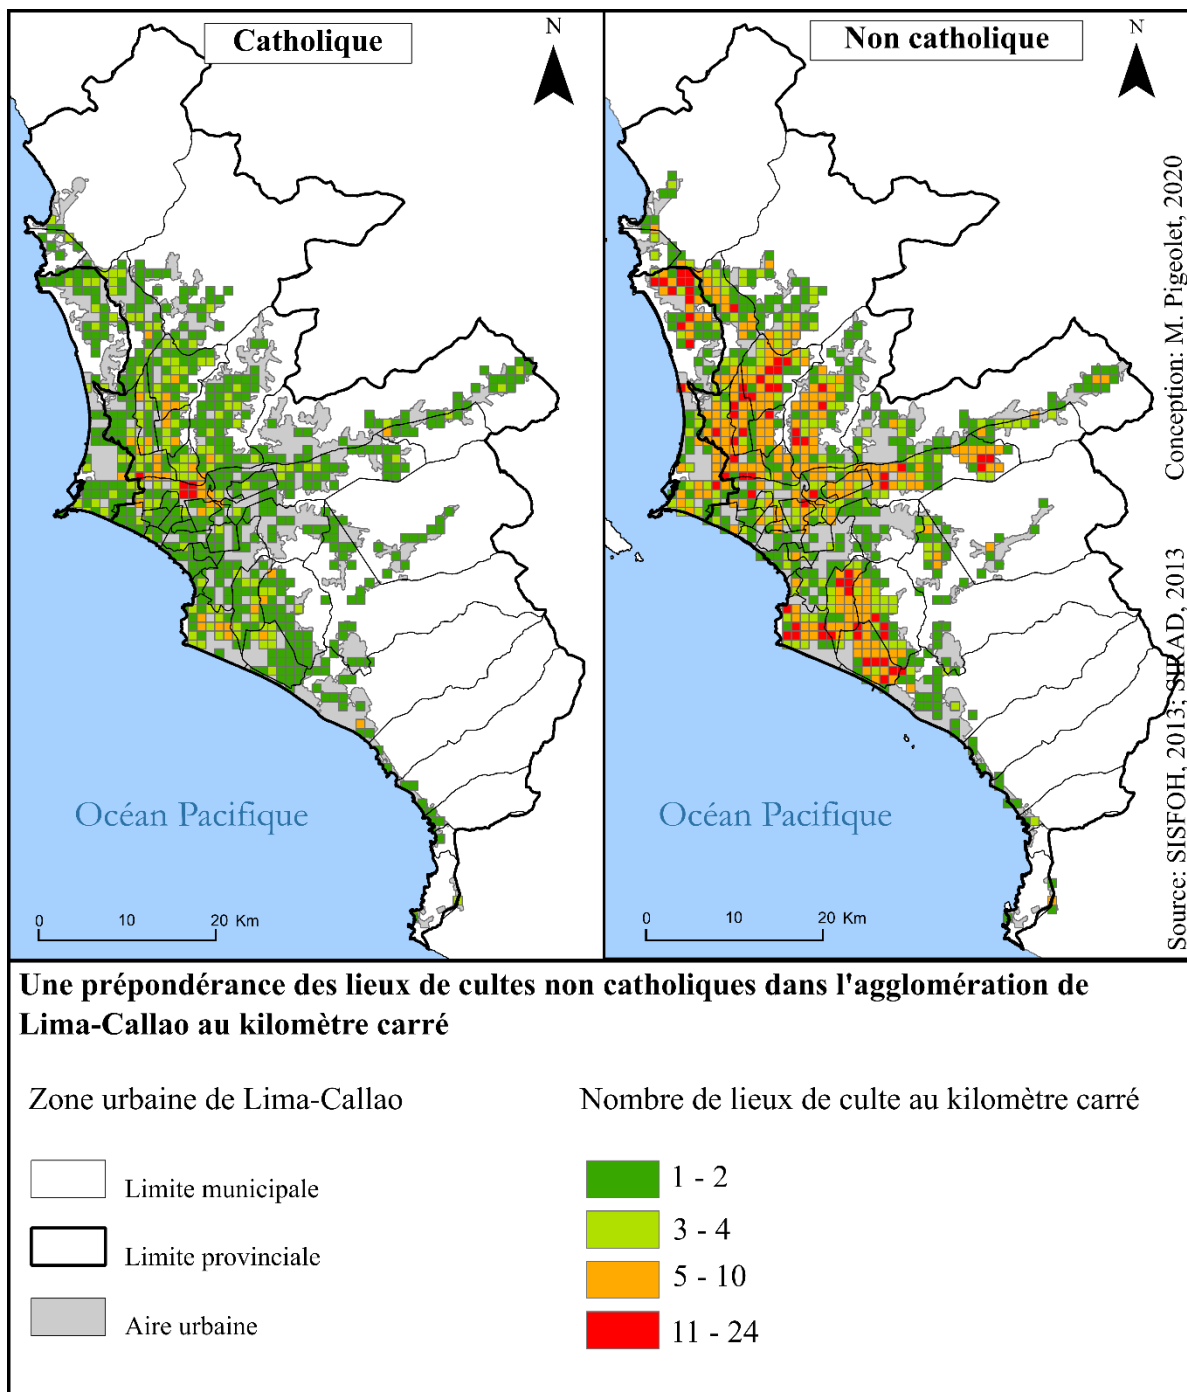 Catholique
N
Océan Pacifique
0 10 20 Km
Non catholique
N
Océan Pacifique
0 10 20 Km
Source: SISFOH, 2013; SIRAD, 2013 Conception: M. Pigeolet, 2020
Une prépondérance des lieux de cultes non catholiques dans l'agglomération de
Lima-Callao au kilomètre carré
Zone urbaine de Lima-Callao
Limite municipale
Limite provinciale
Aire urbaine
Nombre de lieux de culte au kilomètre carré
1 - 2
3 - 4
5 - 10
11 - 24